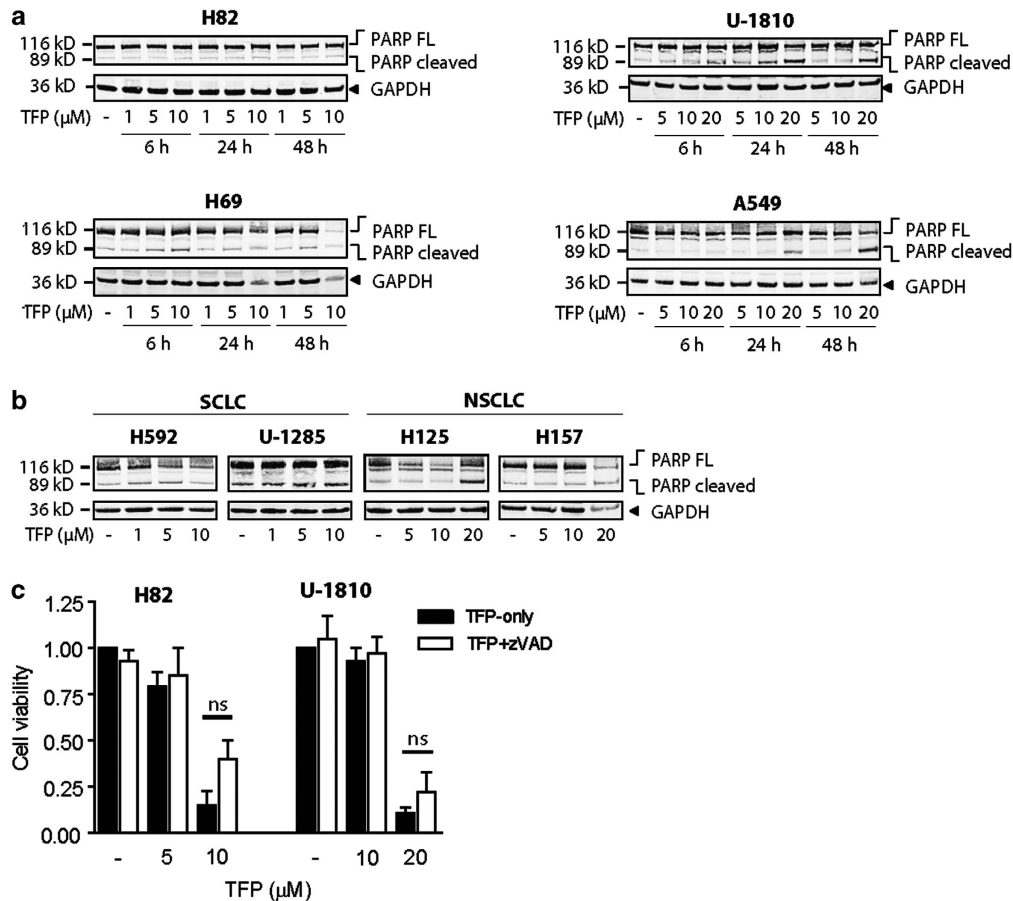 a
H82
116 kD
89 kD
36 kD
PARP FL
PARP cleaved
GAPDH
TFP (µM) - 1 5 10 1 5 10 1 5 10
6 h 24 h 48 h
U-1810
116 kD
89 kD
36 kD
PARP FL
PARP cleaved
GAPDH
TFP (µM) - 5 10 20 5 10 20 5 10 20
6 h 24 h 48 h
H69
116 kD
89 kD
36 kD
PARP FL
PARP cleaved
GAPDH
TFP (µM) - 1 5 10 1 5 10 1 5 10
6 h 24 h 48 h
A549
116 kD
89 kD
36 kD
PARP FL
PARP cleaved
GAPDH
TFP (µM) - 5 10 20 5 10 20 5 10 20
6 h 24 h 48 h
b
SCLC NSCLC
H592 U-1285 H125 H157
116 kD
89 kD
36 kD
PARP FL
PARP cleaved
GAPDH
TFP (µM) - 1 5 10 - 1 5 10 - 5 10 20 - 5 10 20
c
H82 U-1810
TFP-only
TFP+zVAD
Cell viability
1.25
1.00
0.75
0.50
0.25
0.00
ns
ns
- 5 10 - 10 20
TFP (µM)